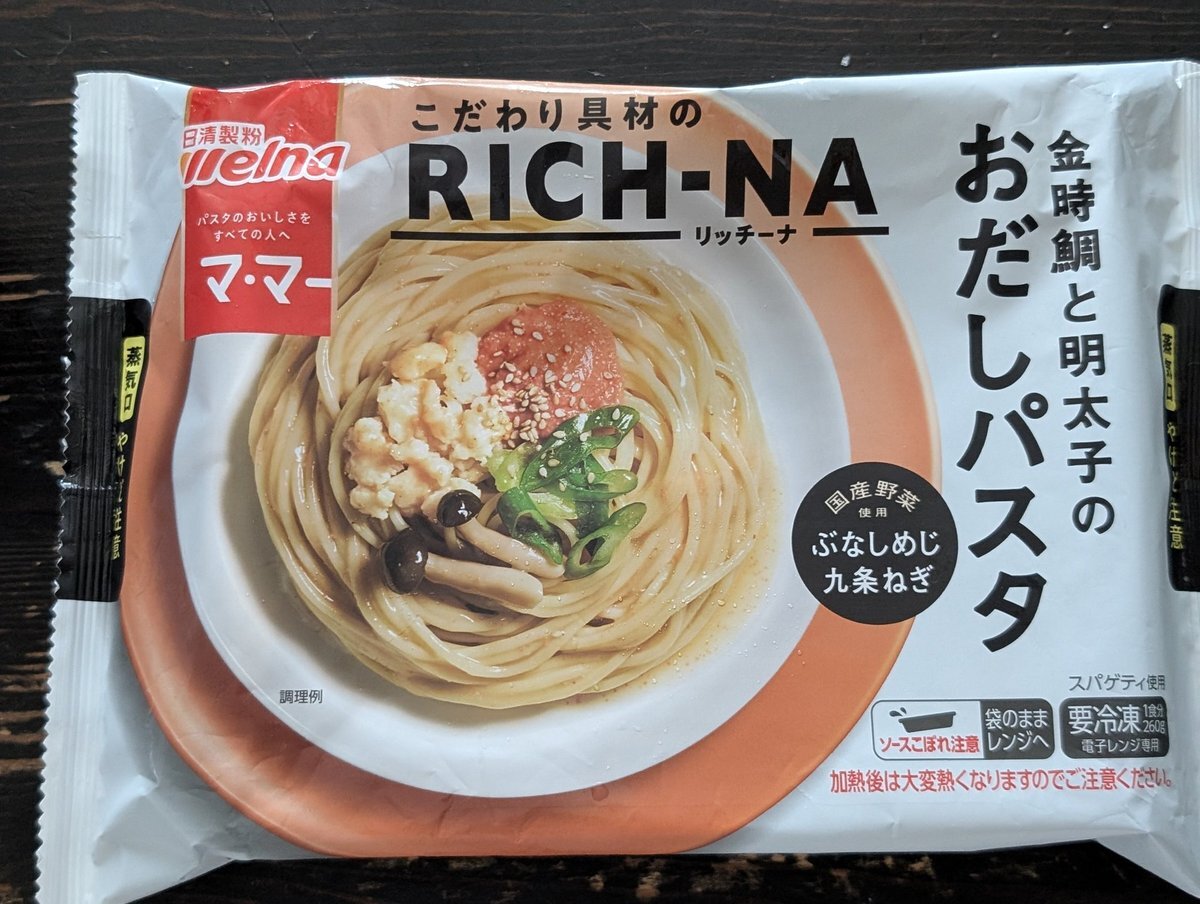 日清製粉
Welna
パスタのおいしさを
すべての人へ
マ・マー
こだわり具材の
RICH-NA
リッチーナ
金時鯛と明太子の
おだしパスタ
国産野菜
使用
ぶなしめじ
九条ねぎ
調理例
スパゲティ使用
ソースこぼれ注意
袋のまま
レンジへ
要冷凍
1食分
260g
電子レンジ専用
加熱後は大変熱くなりますのでご注意ください。
蒸気口 やけど注意
蒸気口 やけど注意